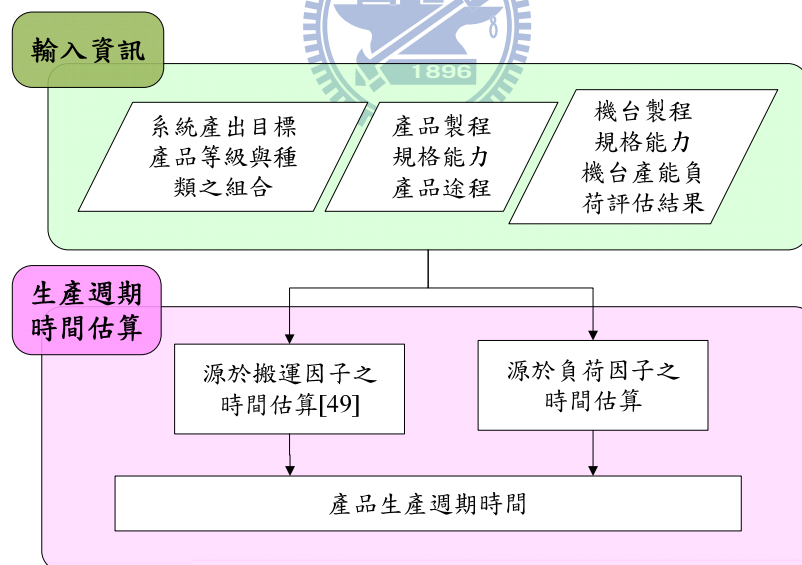 輸入資訊
1896
系統產出目標
產品等級與種
類之組合
產品製程
規格能力
產品途程
機台製程
規格能力
機台產能負
荷評估結果
生產週期
時間估算
源於搬運因子之
時間估算[49]
源於負荷因子之
時間估算
產品生產週期時間